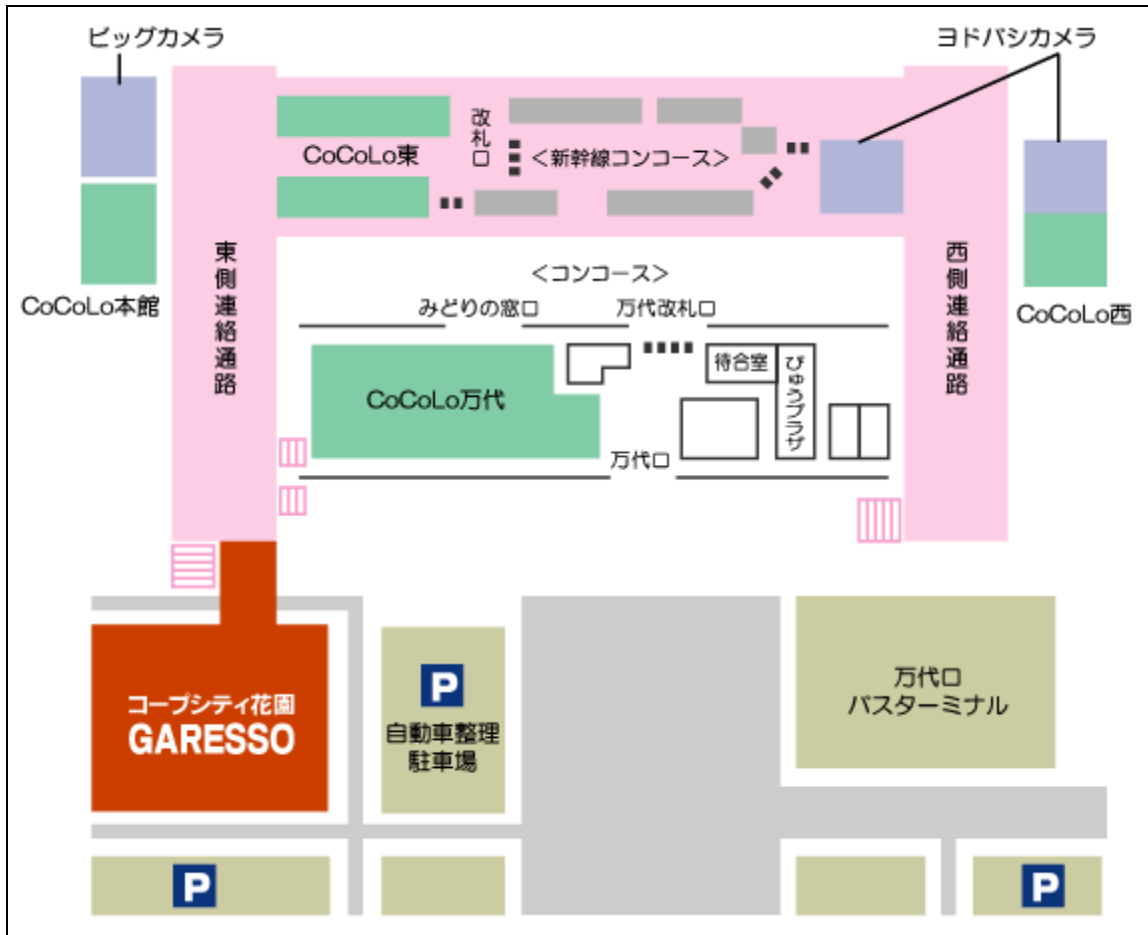 ビッグカメラ
ヨドバシカメラ
改札口
CoCoLo東
＜新幹線コンコース＞
東側連絡通路
西側連絡通路
CoCoLo本館
CoCoLo西
＜コンコース＞
みどりの窓口
万代改札口
待合室
びゅうプラザ
CoCoLo万代
万代口
コープシティ花園
GARESSO
P
自動車整理
駐車場
万代口
バスターミナル
P
P